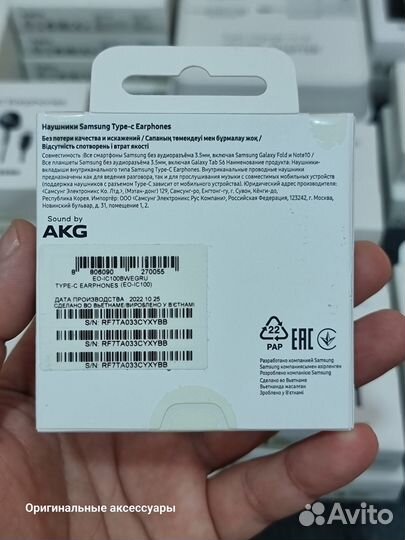 Наушники Samsung Type-c Earphones
Без потери качества и искажений / Сапаның төмендеуі мен бұрмалау жоқ /
Відсутність спотворень і втрат якості
Совместимость :Все смартфоны Samsung без аудиоразъёма 3.5мм, включая Samsung Galaxy Fold и Note10 /
Все планшеты Samsung без аудиоразъёма 3.5мм, включая Galaxy Tab S6 Наименование продукта: Наушники-
вкладыши внутриканального типа Samsung Type-C Earphones. Внутриканальные проводные наушники
предназначены как для ведения разговора, так и для прослушивания музыки с совместимых мобильных устройств
(поддержка наушников с разъемом Type-C зависит от мобильного устройства). Юридический адрес производителя:
«Самсунг Электроникс Ко. Лтд.», (Мэтан-донг) 129, Самсунг-ро, Енгтонг-гу, г. Сувон, Кёнги-до,
Республика Корея. Импортер: ООО «Самсунг Электроникс Рус Компани», Российская Федерация, 123242, г. Москва,
Новинский бульвар, д. 31, помещение 1, 2.
Sound by
AKG
8 806090 270055
EO-IC100BWEGRU
TYPE-C EARPHONES (EO-IC100)
ДАТА ПРОИЗВОДСТВА : 2022.10.25
СДЕЛАНО ВО ВЬЕТНАМЕ/ВИРОБЛЕНО У В'ЄТНАМІ
S/N: RF7TA033CYXYBB
S/N: RF7TA033CYXYBB
S/N: RF7TA033CYXYBB
22
PAP
EAC
Разработано компанией Samsung
Samsung компаниясымен әзірленген
Розроблено компанією Samsung
Сделано во Вьетнаме
Вьетнамда жасалған
Зроблено у В'єтнамі
Оригинальные аксессуары
Avito